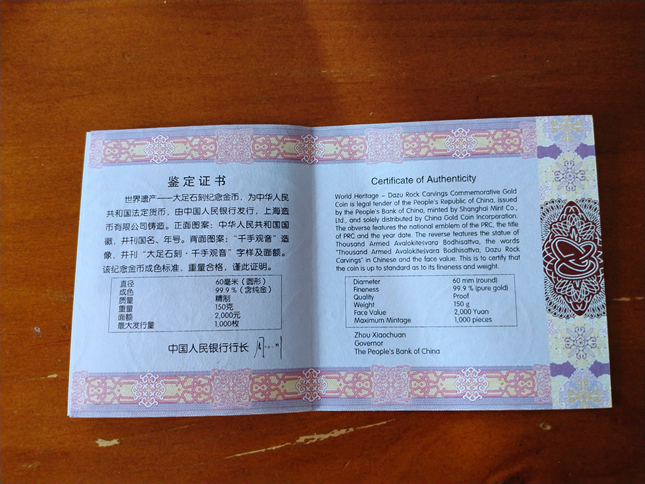 鉴定证书
世界遗产——大足石刻纪念金币，为中华人民
共和国法定货币，由中国人民银行发行，上海造
币有限公司铸造。正面图案：中华人民共和国国
徽，并刊国名、年号。背面图案：“千手观音”造
像，并刊“大足石刻·千手观音”字样及面额。
该纪念金币成色标准，重量合格，谨此证明。
直径 60毫米（圆形）
成色 99.9％（含纯金）
质量 精制
重量 150克
面额 2,000元
最大发行量 1,000枚
中国人民银行行长
Certificate of Authenticity
World Heritage – Dazu Rock Carvings Commemorative Gold
Coin is legal tender of the People's Republic of China, issued
by the People's Bank of China, minted by Shanghai Mint Co.,
Ltd., and solely distributed by China Gold Coin Incorporation.
The obverse features the national emblem of the PRC, the title
of PRC and the year date. The reverse features the statue of
Thousand Armed Avalokitesvara Bodhisattva, the words
"Thousand Armed Avalokitesvara Bodhisattva, Dazu Rock
Carvings" in Chinese and the face value. This is to certify that
the coin is up to standard as to its fineness and weight.
Diameter 60 mm (round)
Fineness 99.9 % (pure gold)
Quality Proof
Weight 150 g
Face Value 2,000 Yuan
Maximum Mintage 1,000 pieces
Zhou Xiaochuan
Governor
The People's Bank of China